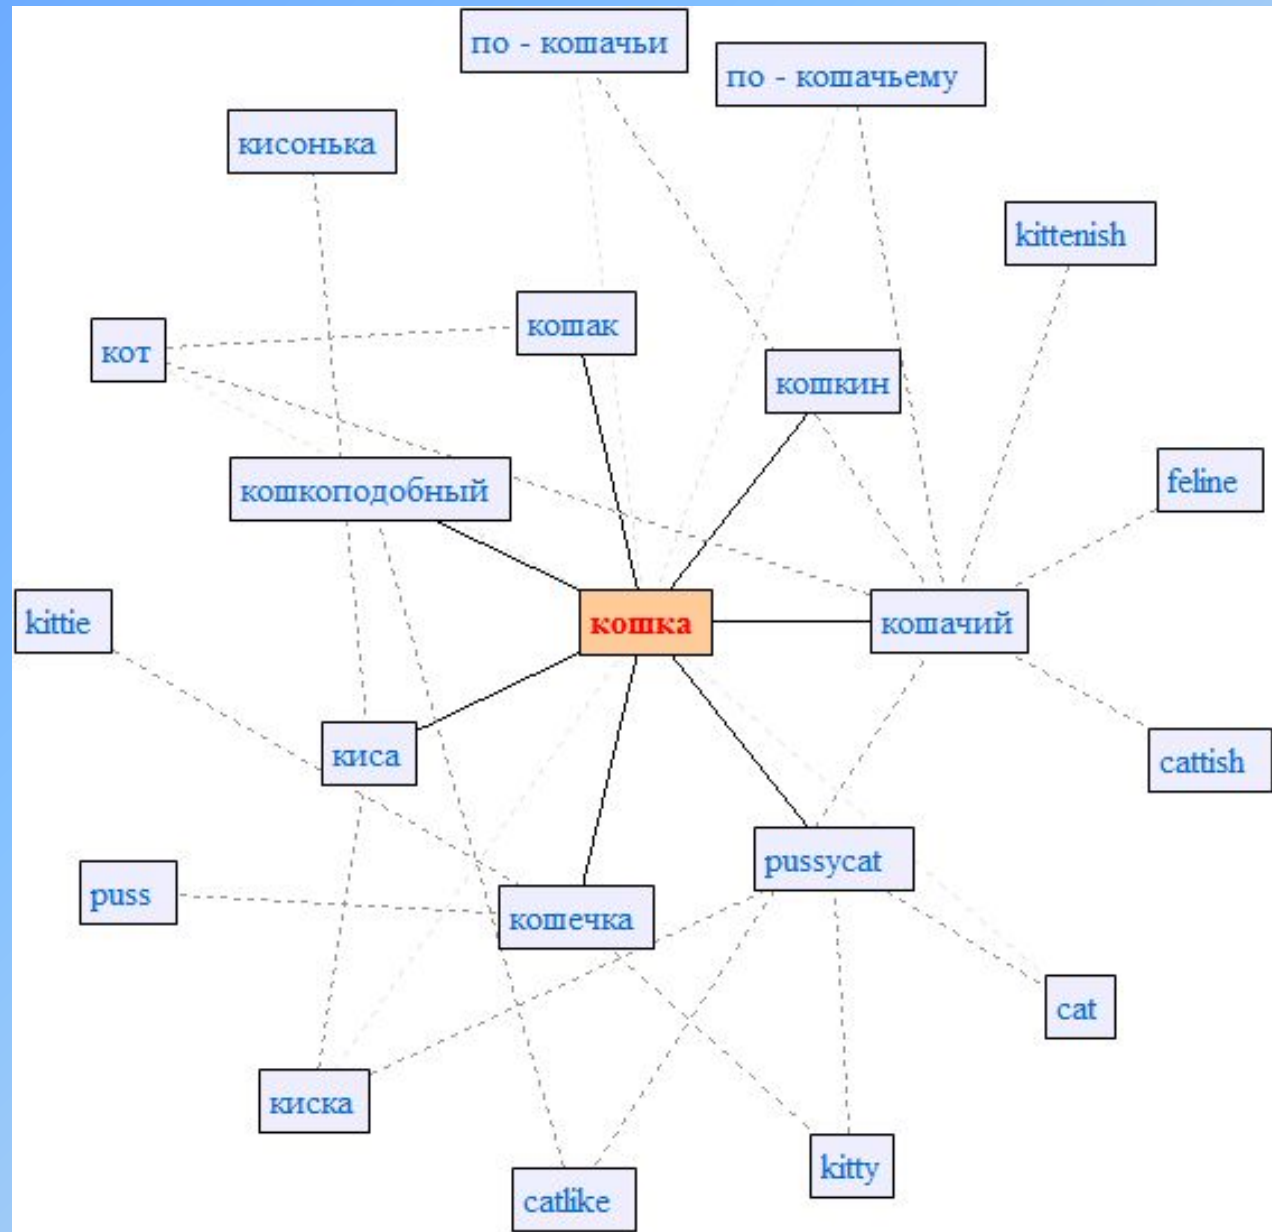 по - кошачьи
по - кошачьему
кисонька
kittenish
кошак
кот
кошкин
feline
кошкоподобный
kittie
кошка
кошачий
киса
cattish
pussycat
puss
кошечка
cat
киска
kitty
catlike